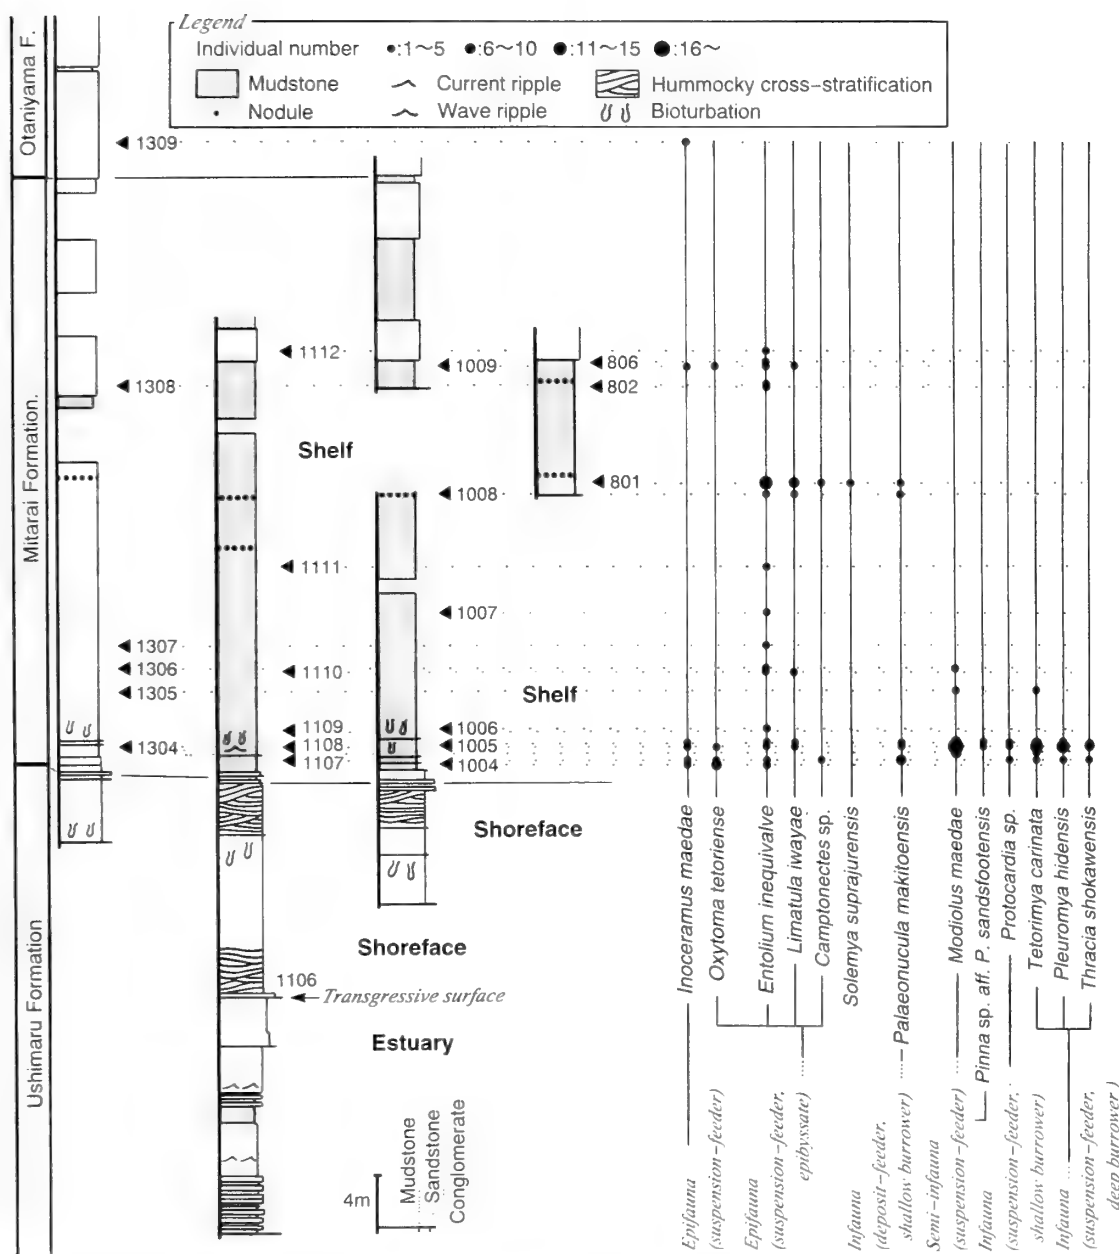 Legend
Individual number •:1～5 •:6～10 •:11～15 •:16～
Mudstone Current ripple Hummocky cross-stratification
Nodule Wave ripple Bioturbation
Otaniyama F.
Mitarai Formation.
Ushimaru Formation
1309
1112
1009
806
1308
802
Shelf
801
1008
1111
1007
1307
1306
1110
1305
Shelf
1109
1006
1304
1108
1005
1107
1004
Shoreface
Shoreface
1106
Transgressive surface
Estuary
4m
Mudstone
Sandstone
Conglomerate
Inoceramus maedae
Oxytoma tetoriense
Entolium inequivalve
Limatula iwayae
Camptonectes sp.
Solemya suprajurensis
Palaeonucula makitoensis
Modiolus maedae
Pinna sp. aff. P. sandsfootensis
Protocardia sp.
Tetorimya carinata
Pleuromya hidensis
Thracia shokawensis
Epifauna
(suspension-feeder)
Epifauna
(suspension-feeder,
epibyssate)
Infauna
(deposit-feeder,
shallow burrower)
Semi-infauna
(suspension-feeder)
Infauna
(suspension-feeder,
shallow burrower)
Infauna
(suspension-feeder,
deep burrower)